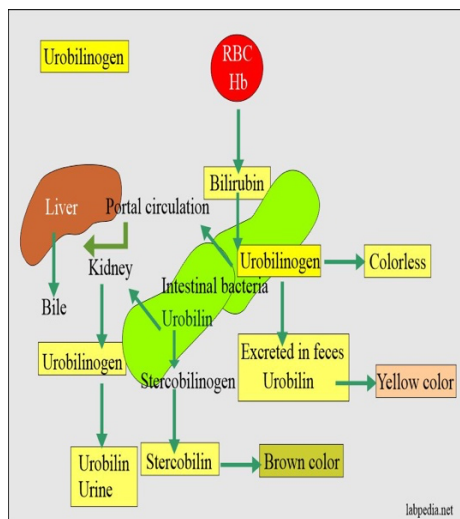 Urobilinogen
RBC
Hb
Bilirubin
Liver
Portal circulation
Urobilinogen
Colorless
Kidney
Intestinal bacteria
Bile
Urobilin
Urobilinogen
Excreted in feces
Urobilin
Stercobilinogen
Yellow color
Urobilin
Urine
Stercobilin
Brown color
labpedia.net